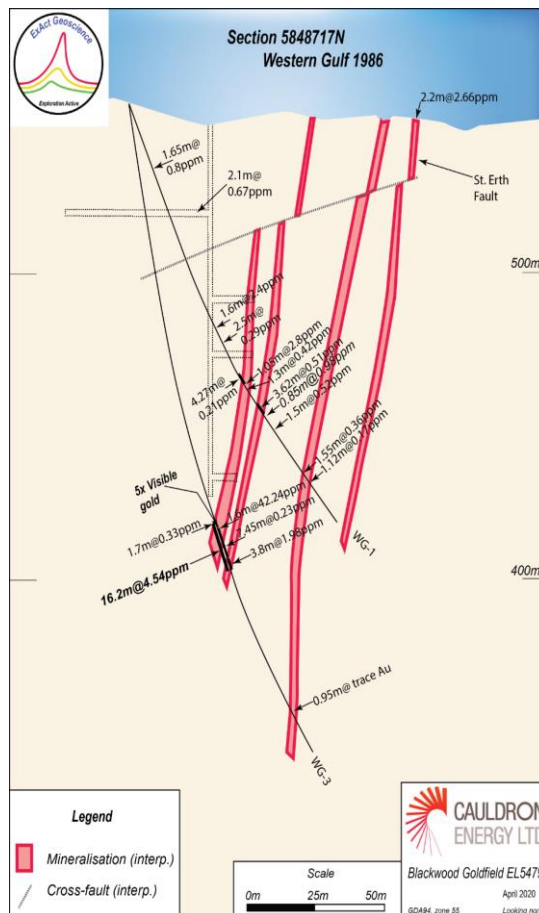 ExAct Geoscience
Exploration Active
Section 5848717N
Western Gulf 1986
2.2m@2.66ppm
1.65m@
0.8ppm
2.1m@
0.67ppm
St. Erth
Fault
500m
1.6m@2.4ppm
2.5m@
0.29ppm
1.05m@2.8ppm
1.3m@0.42ppm
3.62m@0.51ppm
0.85m@0.98ppm
1.5m@0.52ppm
4.27m@
0.21ppm
1.55m@0.36ppm
1.12m@0.17ppm
5x Visible
gold
1.6m@42.24ppm
.45m@0.23ppm
1.7m@0.33ppm
3.8m@1.98ppm
WG-1
16.2m@4.54ppm
400m
0.95m@ trace Au
WG-3
Legend
Mineralisation (interp.)
Cross-fault (interp.)
Scale
0m 25m 50m
CAULDRON
ENERGY LTD
Blackwood Goldfield EL5479
April 2020
GDA94, zone 55 Looking